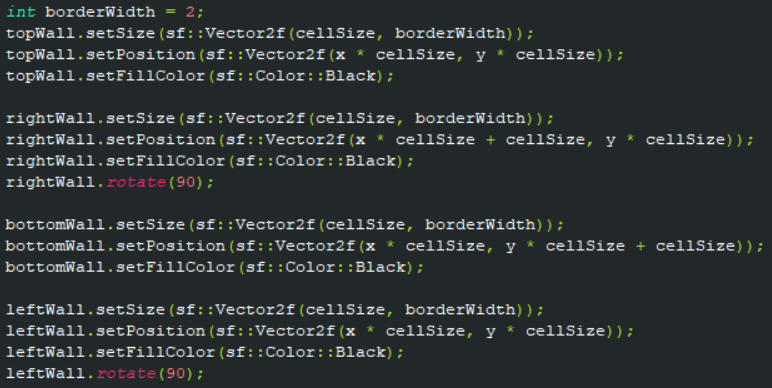 int borderWidth = 2;
topWall.setSize(sf::Vector2f(cellSize, borderWidth));
topWall.setPosition(sf::Vector2f(x * cellSize, y * cellSize));
topWall.setFillColor(sf::Color::Black);

rightWall.setSize(sf::Vector2f(cellSize, borderWidth));
rightWall.setPosition(sf::Vector2f(x * cellSize + cellSize, y * cellSize));
rightWall.setFillColor(sf::Color::Black);
rightWall.rotate(90);

bottomWall.setSize(sf::Vector2f(cellSize, borderWidth));
bottomWall.setPosition(sf::Vector2f(x * cellSize, y * cellSize + cellSize));
bottomWall.setFillColor(sf::Color::Black);

leftWall.setSize(sf::Vector2f(cellSize, borderWidth));
leftWall.setPosition(sf::Vector2f(x * cellSize, y * cellSize));
leftWall.setFillColor(sf::Color::Black);
leftWall.rotate(90);